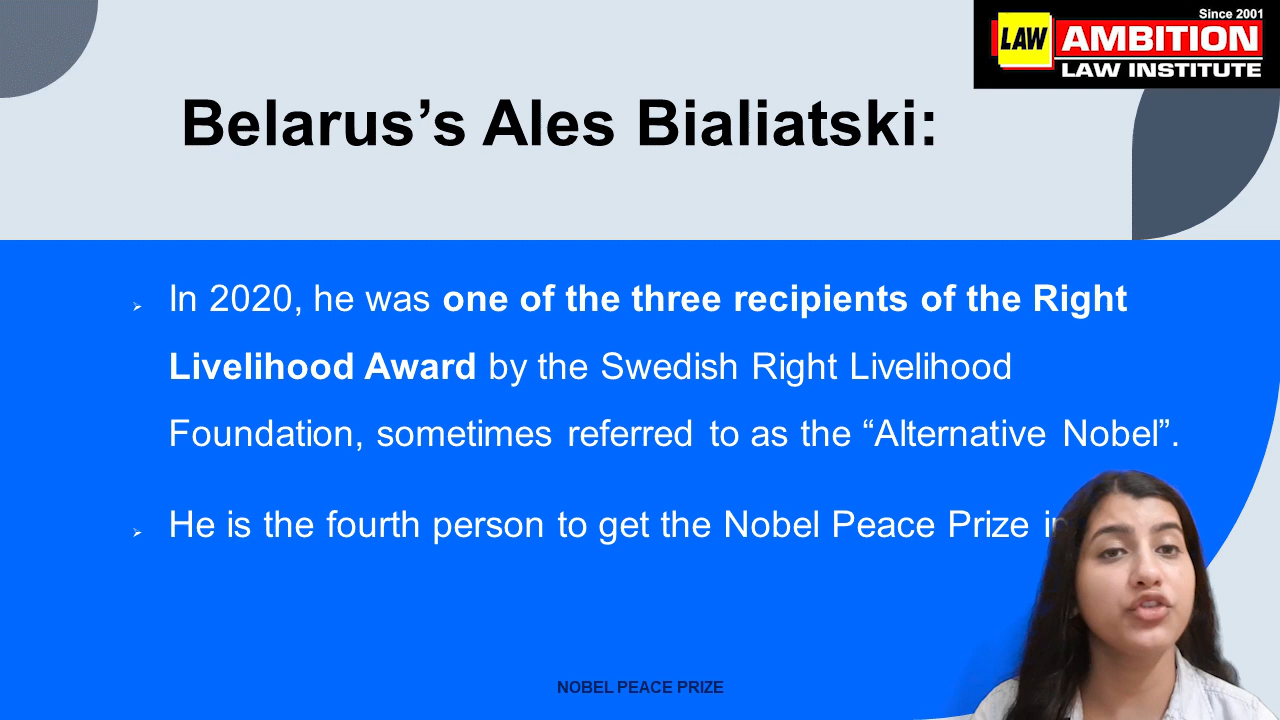 Since 2001
LAW AMBITION
LAW INSTITUTE
Belarus’s Ales Bialiatski:
In 2020, he was one of the three recipients of the Right
Livelihood Award by the Swedish Right Livelihood
Foundation, sometimes referred to as the “Alternative Nobel”.
He is the fourth person to get the Nobel Peace Prize
NOBEL PEACE PRIZE